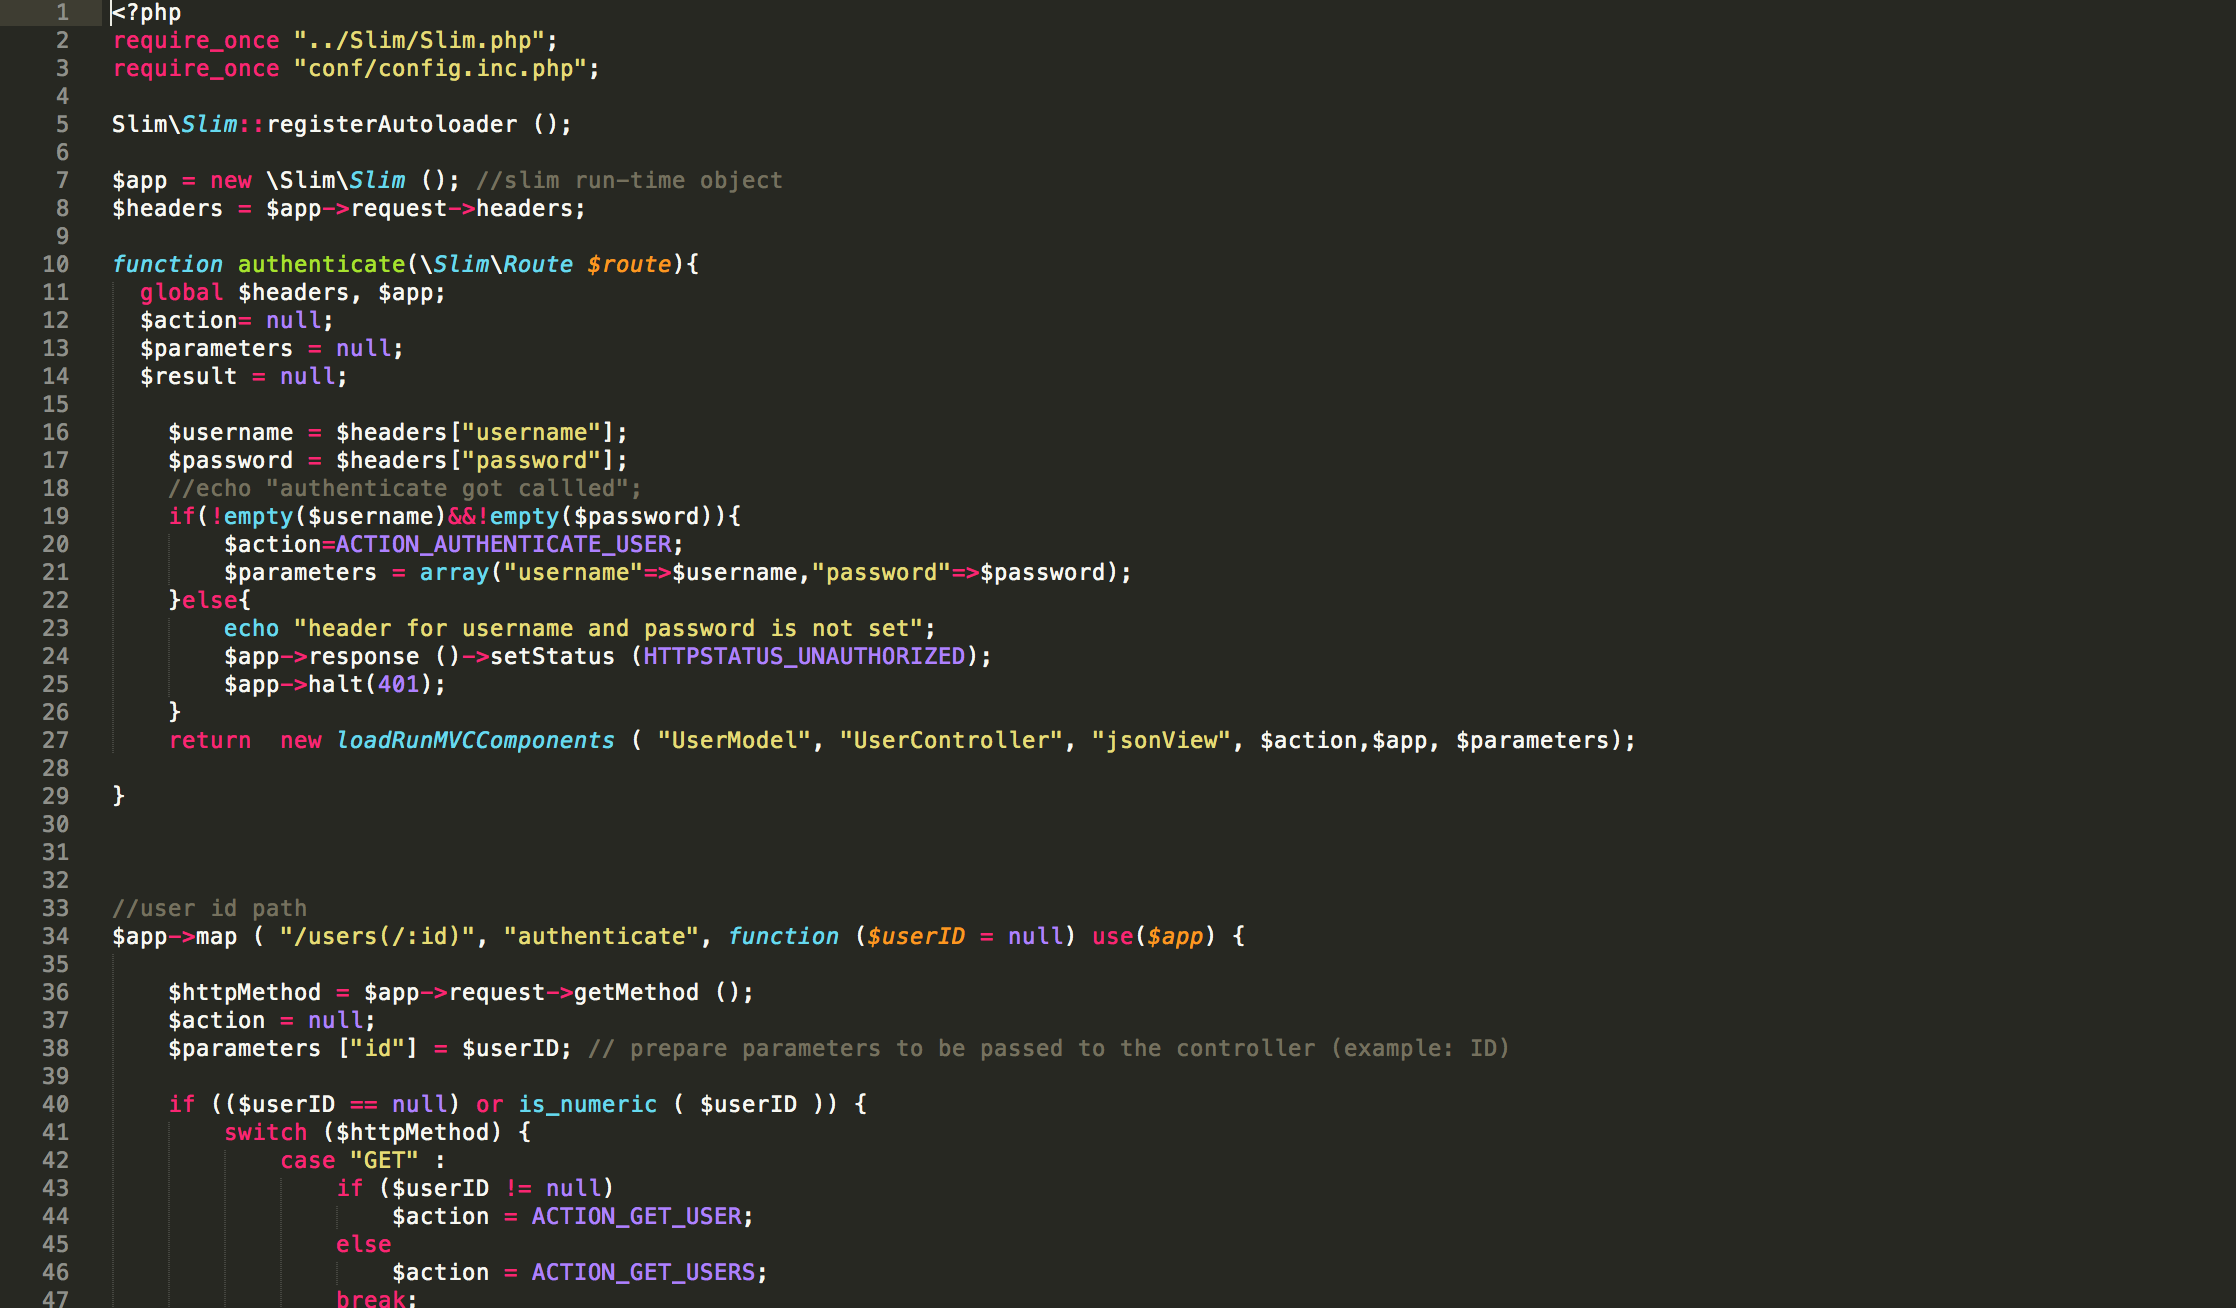 1 <?php
2 require_once "../Slim/Slim.php";
3 require_once "conf/config.inc.php";
4
5 Slim\Slim::registerAutoloader ();
6
7 $app = new \Slim\Slim (); //slim run-time object
8 $headers = $app->request->headers;
9
10 function authenticate(\Slim\Route $route){
11   global $headers, $app;
12   $action= null;
13   $parameters = null;
14   $result = null;
15
16     $username = $headers["username"];
17     $password = $headers["password"];
18     //echo "authenticate got callled";
19     if(!empty($username)&&!empty($password)){
20         $action=ACTION_AUTHENTICATE_USER;
21         $parameters = array("username"=>$username,"password"=>$password);
22     }else{
23         echo "header for username and password is not set";
24         $app->response ()->setStatus (HTTPSTATUS_UNAUTHORIZED);
25         $app->halt(401);
26     }
27     return  new loadRunMVCComponents ( "UserModel", "UserController", "jsonView", $action,$app, $parameters);
28
29 }
30
31
32
33 //user id path
34 $app->map ( "/users(/:id)", "authenticate", function ($userID = null) use($app) {
35
36     $httpMethod = $app->request->getMethod ();
37     $action = null;
38     $parameters ["id"] = $userID; // prepare parameters to be passed to the controller (example: ID)
39
40     if (($userID == null) or is_numeric ( $userID )) {
41         switch ($httpMethod) {
42             case "GET" :
43                 if ($userID != null)
44                     $action = ACTION_GET_USER;
45                 else
46                     $action = ACTION_GET_USERS;
47                 break;